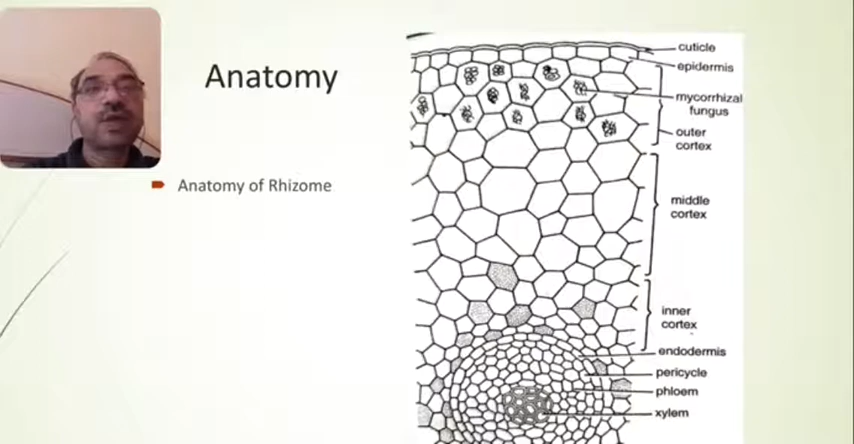 Anatomy
Anatomy of Rhizome
cuticle
epidermis
mycorrhizal
fungus
outer
cortex
middle
cortex
inner
cortex
endodermis
pericycle
phloem
xylem